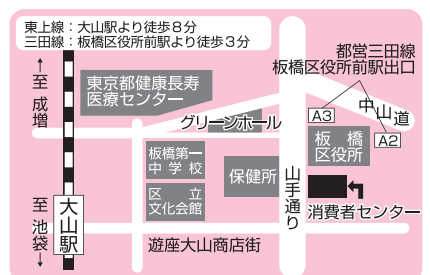 東上線：大山駅より徒歩８分
三田線：板橋区役所前駅より徒歩３分
都営三田線
板橋区役所前駅出口
←至 成増
東京都健康長寿
医療センター
グリーンホール
A3
中山道
A2
板橋
区役所
板橋第一
中学校
保健所
山手通り
区立
文化会館
消費者センター
大山駅
至 池袋→
遊座大山商店街